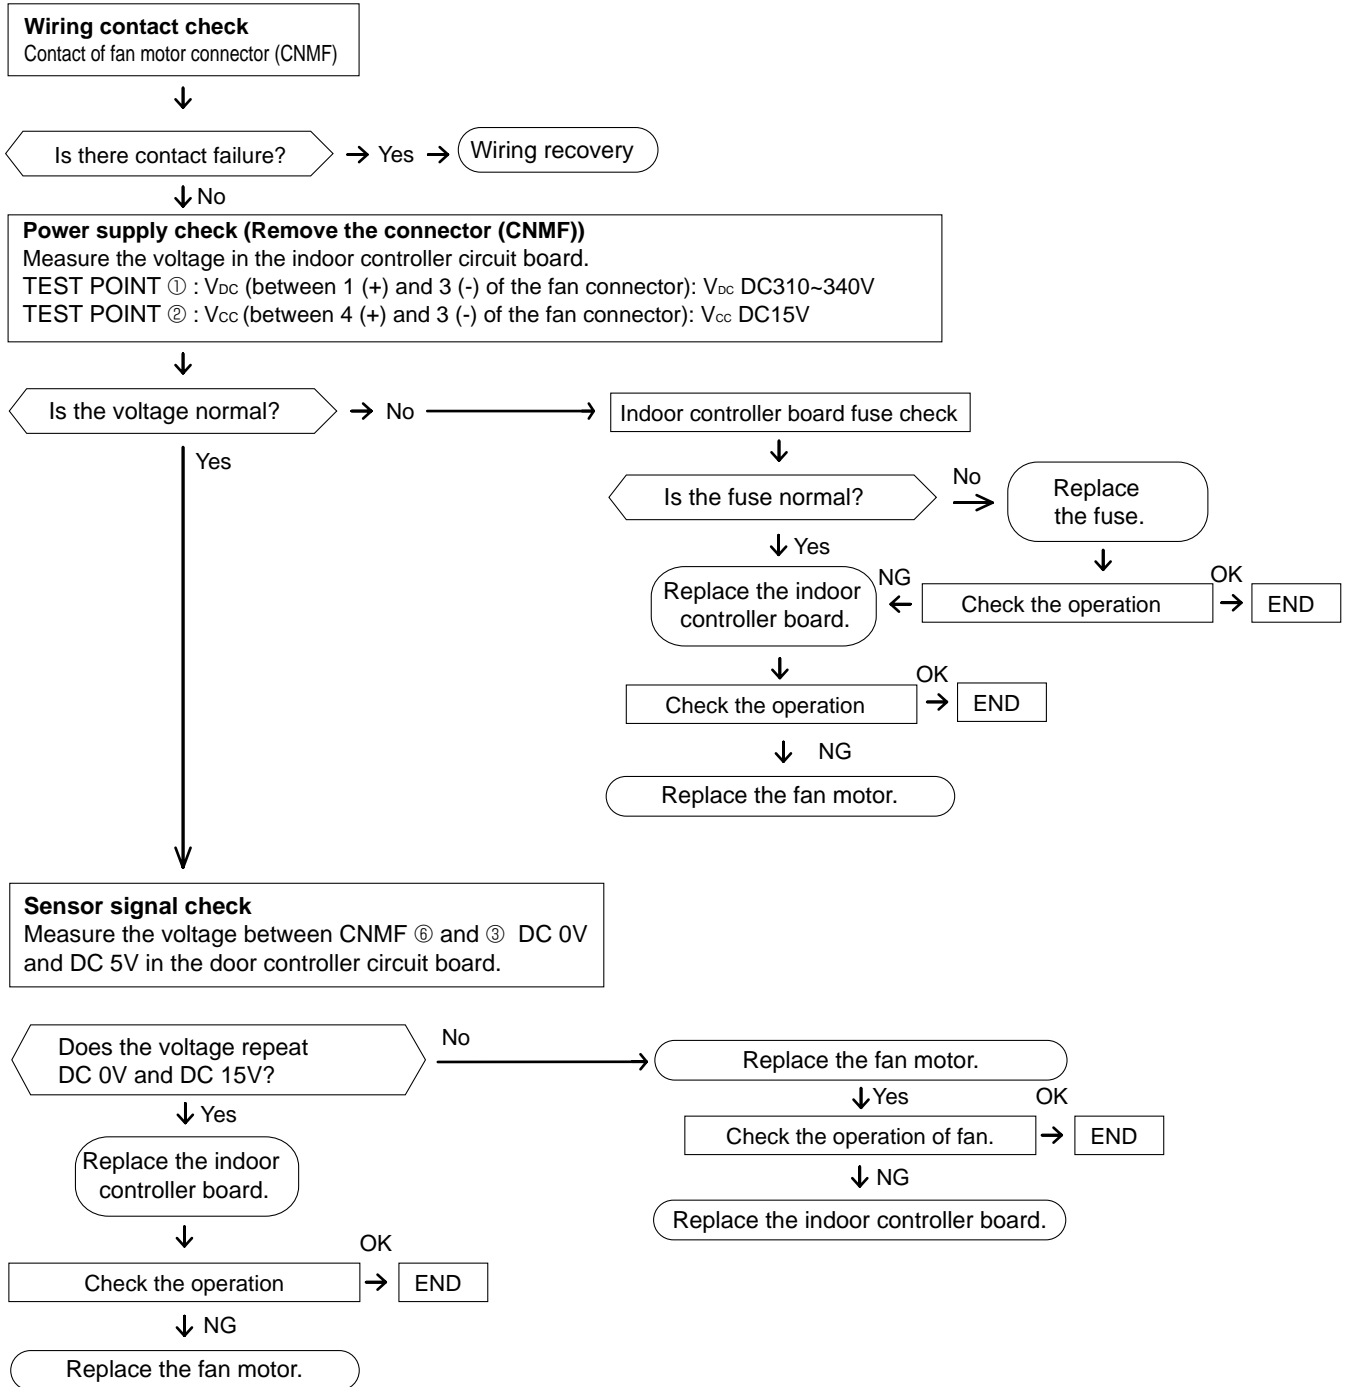 Wiring contact check
Contact of fan motor connector (CNMF)
Is there contact failure?
Yes
Wiring recovery
No
Power supply check (Remove the connector (CNMF))
Measure the voltage in the indoor controller circuit board.
TEST POINT ① : VDC (between 1 (+) and 3 (-) of the fan connector): VDC DC310~340V
TEST POINT ② : VCC (between 4 (+) and 3 (-) of the fan connector): Vcc DC15V
Is the voltage normal?
No
Indoor controller board fuse check
Yes
Is the fuse normal?
No
Replace
the fuse.
Yes
Replace the indoor
controller board.
NG
Check the operation
OK
END
Check the operation
OK
END
NG
Replace the fan motor.
Sensor signal check
Measure the voltage between CNMF ⑥ and ③ DC 0V
and DC 5V in the door controller circuit board.
Does the voltage repeat
DC 0V and DC 15V?
No
Replace the fan motor.
Yes
Yes
OK
Check the operation of fan.
END
Replace the indoor
controller board.
NG
Replace the indoor controller board.
OK
Check the operation
END
NG
Replace the fan motor.